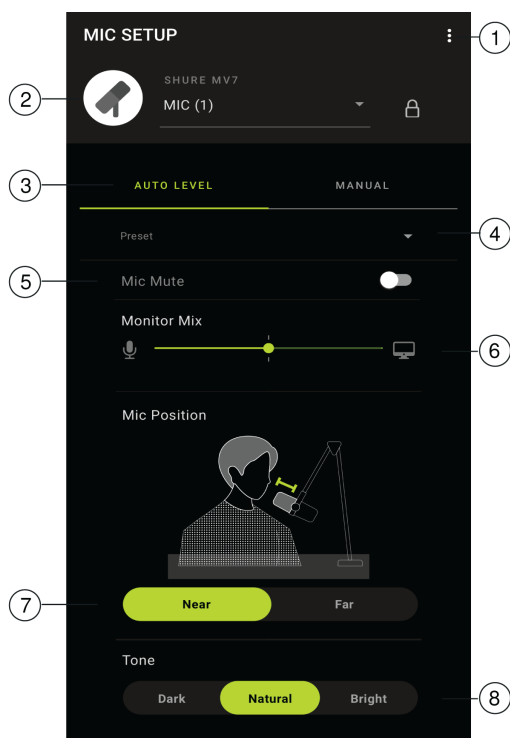 MIC SETUP
1
2
SHURE MV7
MIC (1)
3
AUTO LEVEL MANUAL
Preset
4
5
Mic Mute
Monitor Mix
6
Mic Position
7
Near Far
Tone
Dark Natural Bright
8